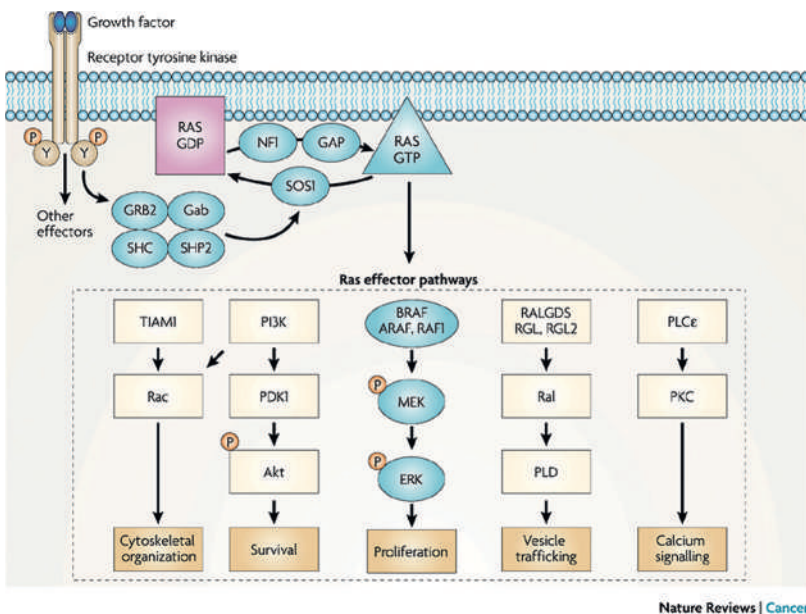 Growth factor
Receptor tyrosine kinase
RAS
GDP
NF1
GAP
RAS
GTP
P
P
Y
Y
SOS1
Other
effectors
GRB2
Gab
SHC
SHP2
Ras effector pathways
TIAM1
PI3K
BRAF
ARAF, RAF1
RALGDS
RGL, RGL2
PLCε
Rac
PDK1
P
MEK
Ral
PKC
P
Akt
P
ERK
PLD
Cytoskeletal
organization
Survival
Proliferation
Vesicle
trafficking
Calcium
signalling
Nature Reviews | Cancer